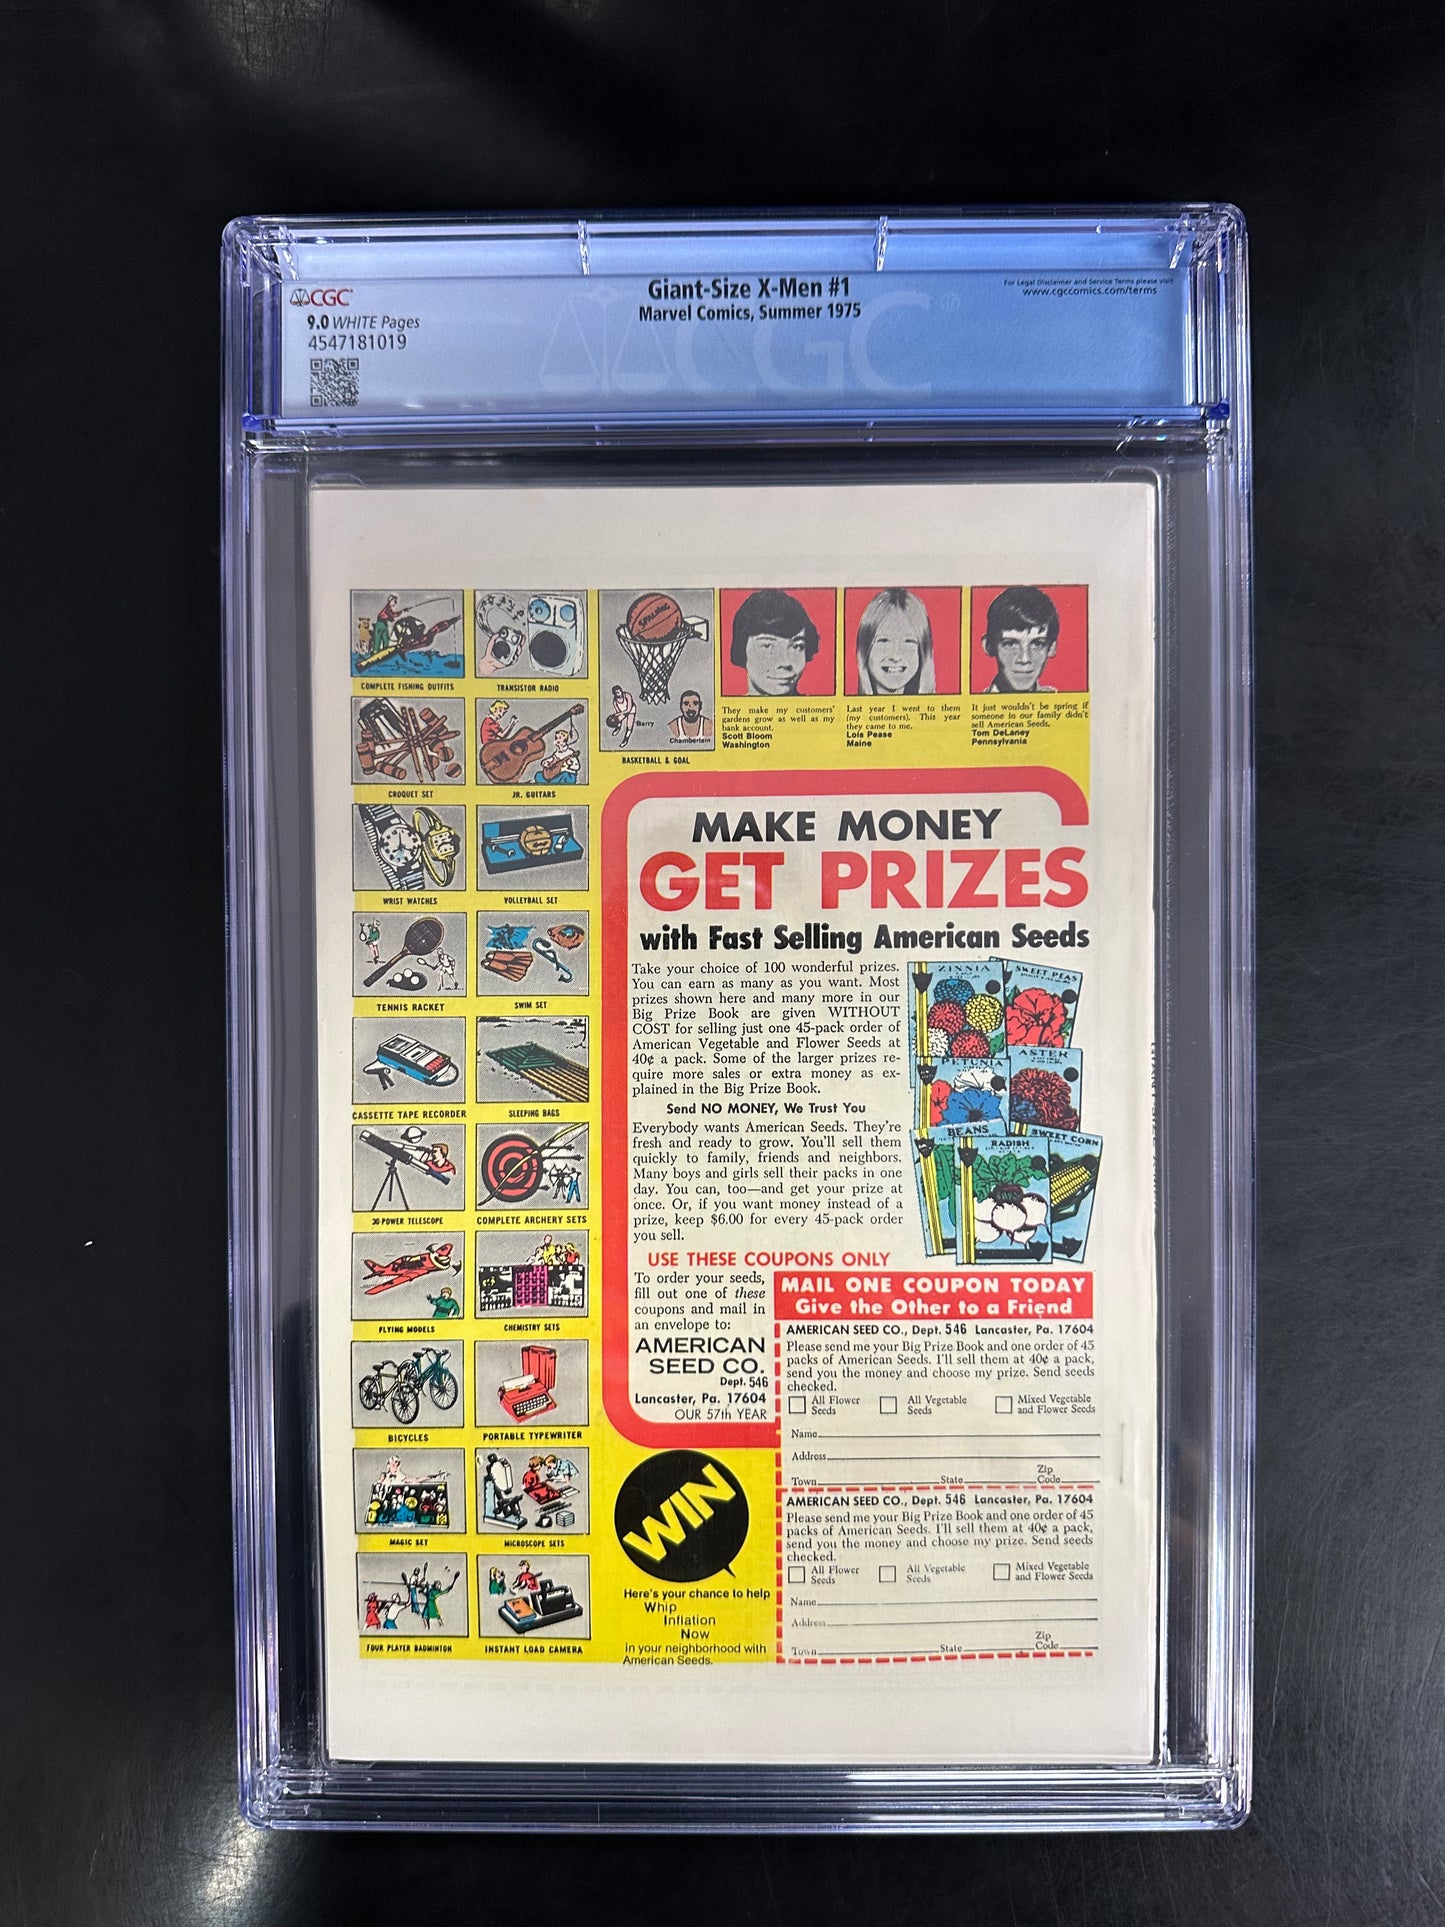 CGC
9.0 WHITE Pages
4547181019
Giant-Size X-Men #1
Marvel Comics, Summer 1975
For Legal Disclaimer and Service Terms please visit
www.cgccomics.com/terms
CGC
COMPLETE FISHING OUTFITS
TRANSISTOR RADIO
CROQUET SET
JR. GUITARS
WRIST WATCHES
VOLLEYBALL SET
TENNIS RACKET
SWIM SET
CASSETTE TAPE RECORDER
SLEEPING BAGS
30 POWER TELESCOPE
COMPLETE ARCHERY SETS
FLYING MODELS
CHEMISTRY SETS
BICYCLES
PORTABLE TYPEWRITER
MAGIC SET
MICROSCOPE SETS
FOUR PLAYER BADMINTON
INSTANT LOAD CAMERA
SPALDING
Barry
Chamberlain
BASKETBALL & GOAL
They make my customers'
gardens grow as well as my
bank account.
Scott Bloom
Washington
Last year I went to them
(my customers). This year
they came to me.
Lois Pease
Maine
It just wouldn't be spring if
someone in our family didn't
sell American Seeds.
Tom DeLaney
Pennsylvania
MAKE MONEY
GET PRIZES
with Fast Selling American Seeds
Take your choice of 100 wonderful prizes.
You can earn as many as you want. Most
prizes shown here and many more in our
Big Prize Book are given WITHOUT
COST for selling just one 45-pack order of
American Vegetable and Flower Seeds at
40¢ a pack. Some of the larger prizes re-
quire more sales or extra money as ex-
plained in the Big Prize Book.
Send NO MONEY, We Trust You
Everybody wants American Seeds. They're
fresh and ready to grow. You'll sell them
quickly to family, friends and neighbors.
Many boys and girls sell their packs in one
day. You can, too—and get your prize at
once. Or, if you want money instead of a
prize, keep $6.00 for every 45-pack order
you sell.
ZINNIA
SWEET PEAS
PETUNIA
ASTER
BEANS
RADISH
SWEET CORN
USE THESE COUPONS ONLY
To order your seeds,
fill out one of these
coupons and mail in
an envelope to:
AMERICAN
SEED CO.
Dept. 546
Lancaster, Pa. 17604
OUR 57th YEAR
MAIL ONE COUPON TODAY
Give the Other to a Friend
AMERICAN SEED CO., Dept. 546 Lancaster, Pa. 17604
Please send me your Big Prize Book and one order of 45
packs of American Seeds. I'll sell them at 40¢ a pack,
send you the money and choose my prize. Send seeds
checked.
All Flower Seeds
All Vegetable Seeds
Mixed Vegetable and Flower Seeds
Name
Address
Town State Zip Code
AMERICAN SEED CO., Dept. 546 Lancaster, Pa. 17604
Please send me your Big Prize Book and one order of 45
packs of American Seeds. I'll sell them at 40¢ a pack,
send you the money and choose my prize. Send seeds
checked.
All Flower Seeds
All Vegetable Seeds
Mixed Vegetable and Flower Seeds
Name
Address
Town State Zip Code
WIN
Here's your chance to help
Whip
Inflation
Now
in your neighborhood with
American Seeds.